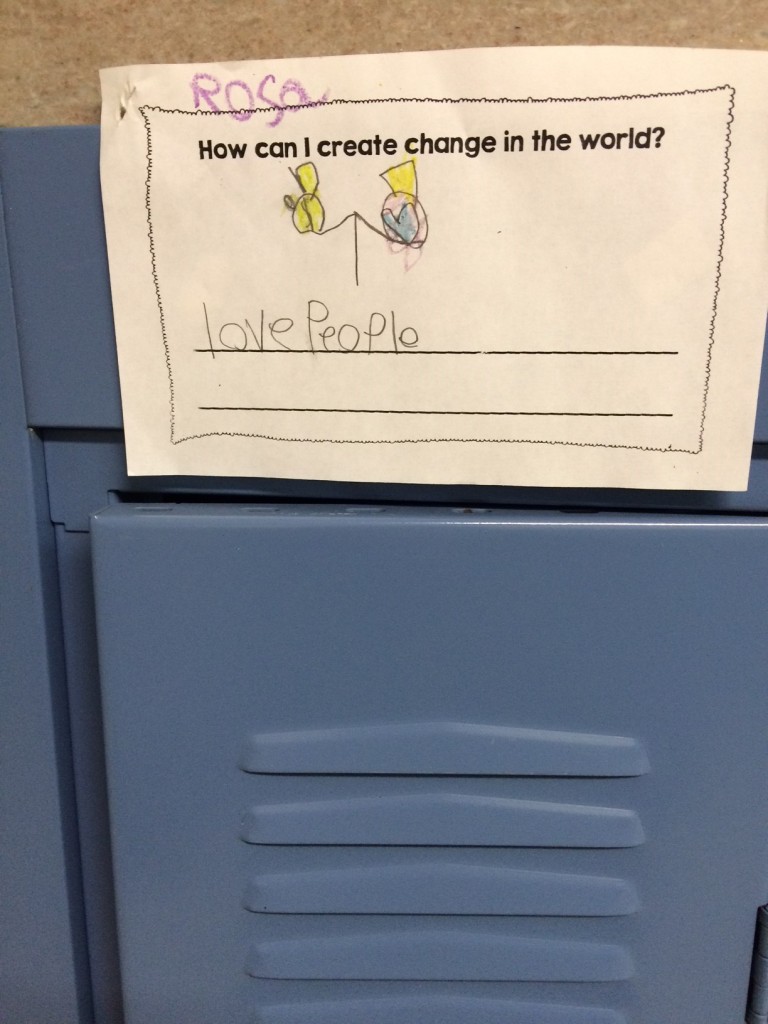 Rosa
How can I create change in the world?
love People